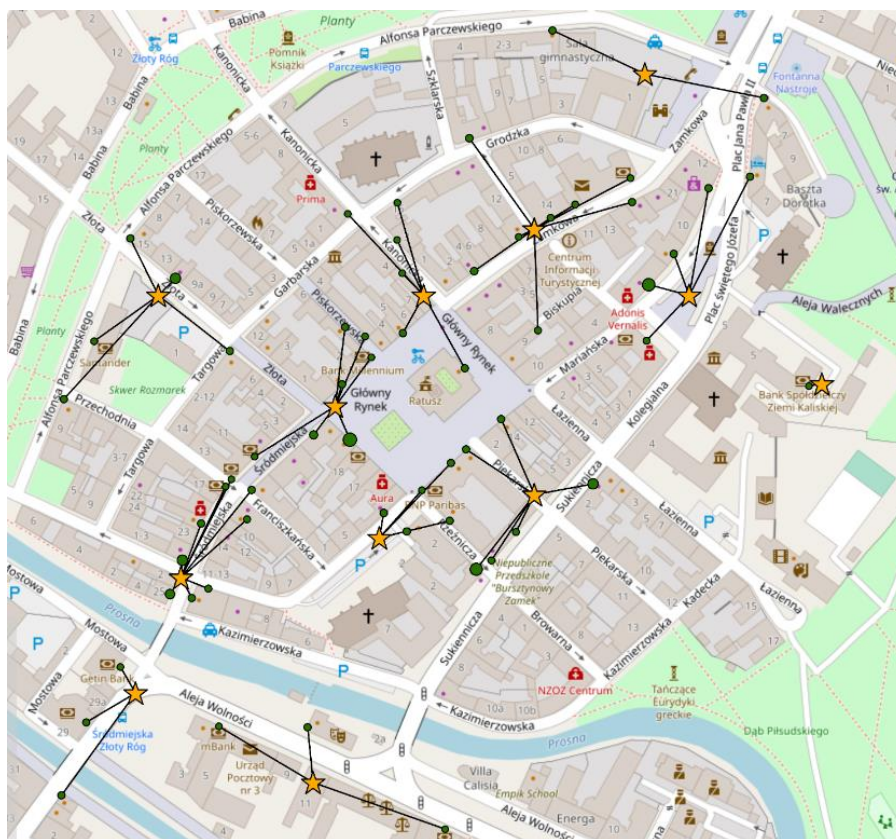 Babina
Planty
Alfonsa Parczewskiego
Złoty Róg
Kanonicka
Pomnik
Książki
Parczewskiego
Szklarska
Sala
gimnastyczna
Plac Jana Pawła II
Fontanna
Nastroje
Babina
Planty
Alfonsa Parczewskiego
Kanonicka
Grodzka
Zamkowa
Prima
Baszta
Dorotka
Złota
Piskorzewska
Garbarska
Kanonicka
Zamkowa
Centrum
Informacji
Turystycznej
Plac świętego Józefa
Biskupia
Aleja Walecznych
Adonis
Vernalis
Babina
Planty
Złota
Piskorzewska
Główny Rynek
Mariańska
Santander
Targowa
Złota
Bank Millennium
Główny
Rynek
Ratusz
Kolegialna
Bank Spółdzielczy
Ziemi Kaliskiej
Skwer Rozmarek
Alfonsa Parczewskiego
Przechodnia
Łazienna
Targowa
Śródmiejska
Aura
Piekarska
Sukiennicza
BNP Paribas
Łazienna
Śródmiejska
Franciszkańska
Rzeźnicza
Niepubliczne
Przedszkole
"Bursztynowy
Zamek"
Piekarska
Kadecka
Łazienna
Mostowa
Prosna
Browarna
Sukiennicza
Kazimierzowska
Mostowa
Kazimierzowska
Getin Bank
Mostowa
NZOZ Centrum
Tańczące
Eurydyki
greckie
Aleja Wolności
Kazimierzowska
Śródmiejska
Złoty Róg
mBank
Urząd
Pocztowy
nr 3
Prosna
Dąb Piłsudskiego
Villa
Calisia
Empik School
Aleja Wolności
Energa